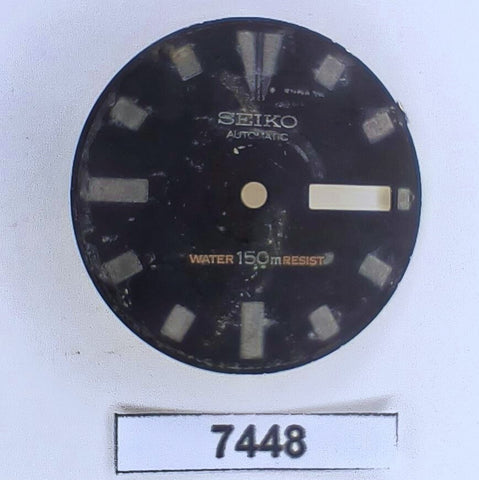 SEIKO
AUTOMATIC
WATER 150m RESIST
7448